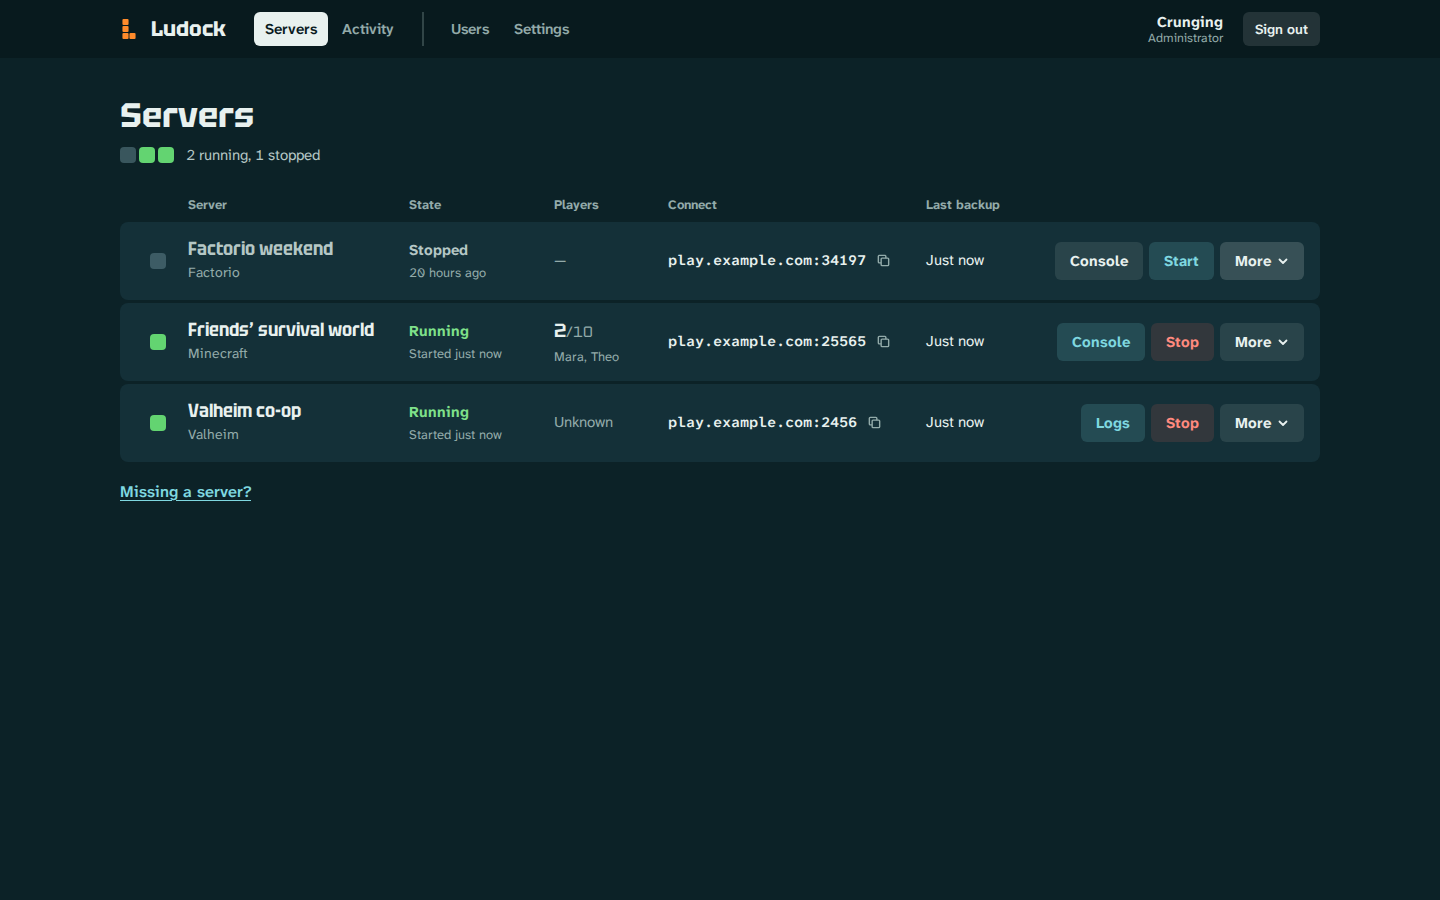 Ludock Servers Activity Users Settings Crunging Sign out
Administrator
Servers
2 running, 1 stopped
Server State Players Connect Last backup
Factorio weekend Stopped — play.example.com:34197 Just now Console Start More
Factorio 20 hours ago
Friends’ survival world Running 2/10 play.example.com:25565 Just now Console Stop More
Minecraft Started just now Mara, Theo
Valheim co-op Running Unknown play.example.com:2456 Just now Logs Stop More
Valheim Started just now
Missing a server?